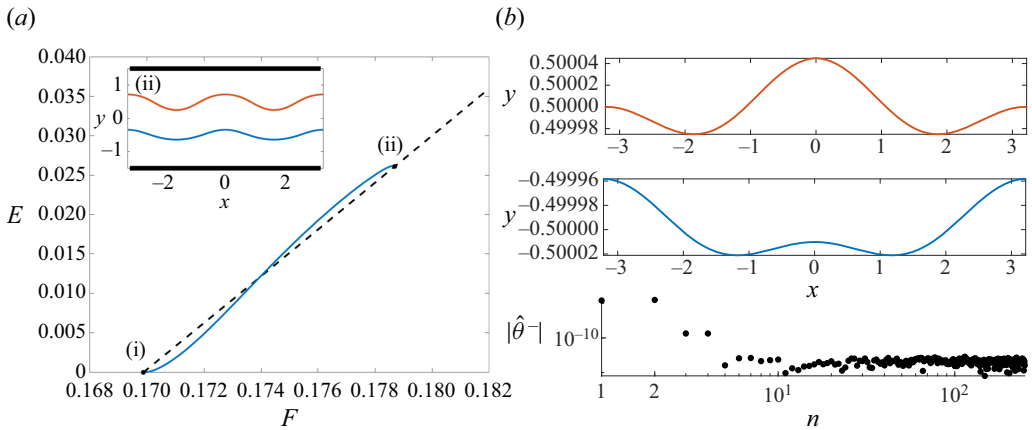 (a)
(b)
0.040
0.035
0.030
0.025
0.020
0.015
0.010
0.005
0
E
0.168 0.170 0.172 0.174 0.176 0.178 0.180 0.182
F
(i)
(ii)
(ii)
1
0
−1
y
−2 0 2
x
0.50004
0.50000
0.49998
y
−3 −2 −1 0 1 2 3
−0.49996
−0.49998
−0.50000
−0.50002
y
−3 −2 −1 0 1 2 3
x
|θ̂⁻|
10⁻¹⁰
1 2 10¹ 10²
n